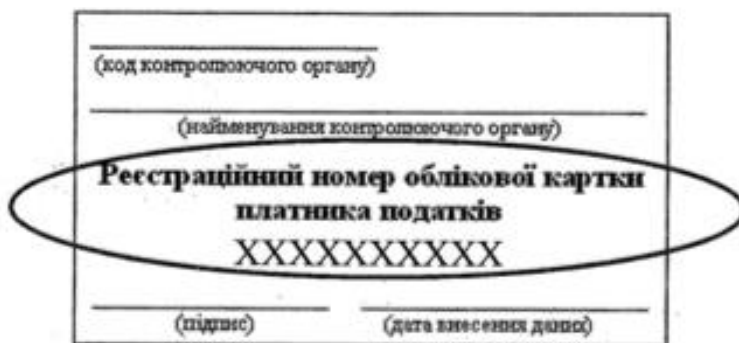 (код контролюючого органу)
(найменування контролюючого органу)
Реєстраційний номер облікової картки
платника податків
XXXXXXXXXX
(підпис) (дата внесення даних)